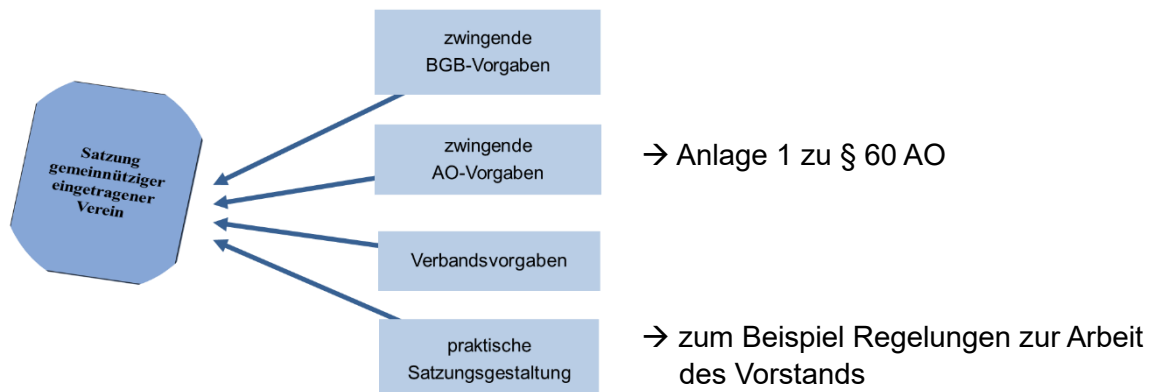 Satzung
gemeinnütziger
eingetragener
Verein
zwingende
BGB-Vorgaben
zwingende
AO-Vorgaben
→ Anlage 1 zu § 60 AO
Verbandsvorgaben
praktische
Satzungsgestaltung
→ zum Beispiel Regelungen zur Arbeit
des Vorstands